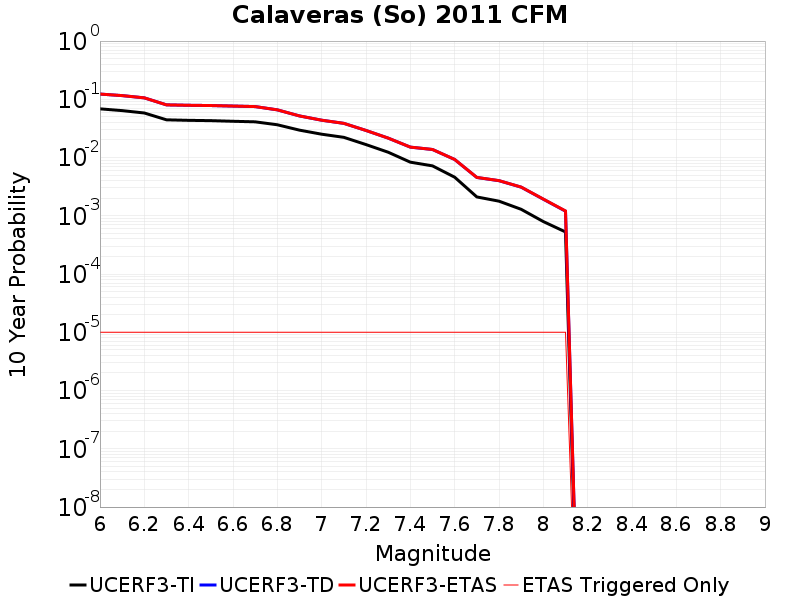 Calaveras (So) 2011 CFM
10 Year Probability
10^0
10^-1
10^-2
10^-3
10^-4
10^-5
10^-6
10^-7
10^-8
6 6.2 6.4 6.6 6.8 7 7.2 7.4 7.6 7.8 8 8.2 8.4 8.6 8.8 9
Magnitude
UCERF3-TI UCERF3-TD UCERF3-ETAS ETAS Triggered Only